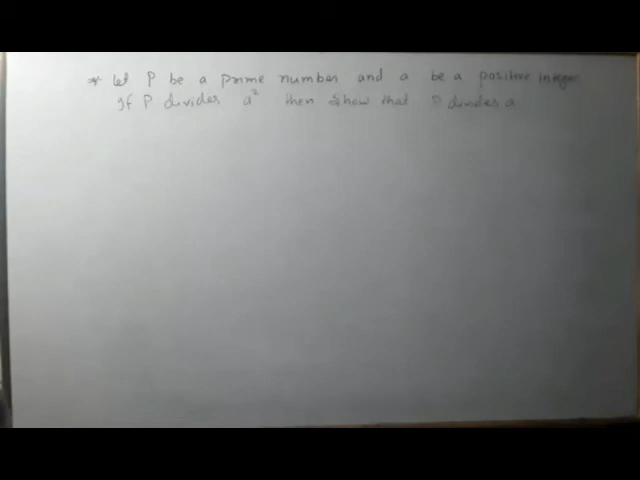 * Let P be a prime number and a be a positive integer
If P divides a² then show that P divides a